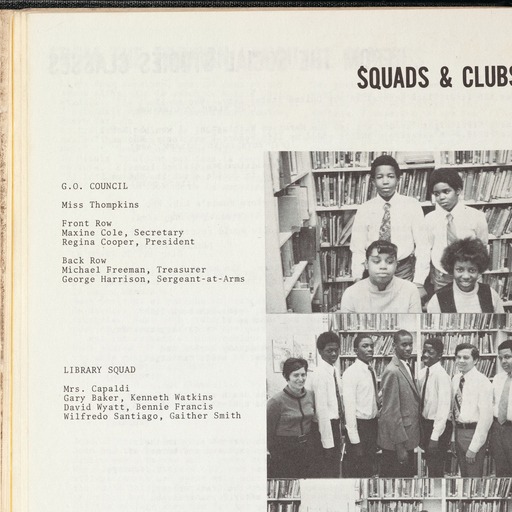 SQUADS & CLUBS
G.O. COUNCIL
Miss Thompkins
Front Row
Maxine Cole, Secretary
Regina Cooper, President
Back Row
Michael Freeman, Treasurer
George Harrison, Sergeant-at-Arms
LIBRARY SQUAD
Mrs. Capaldi
Gary Baker, Kenneth Watkins
David Wyatt, Bennie Francis
Wilfredo Santiago, Gaither Smith